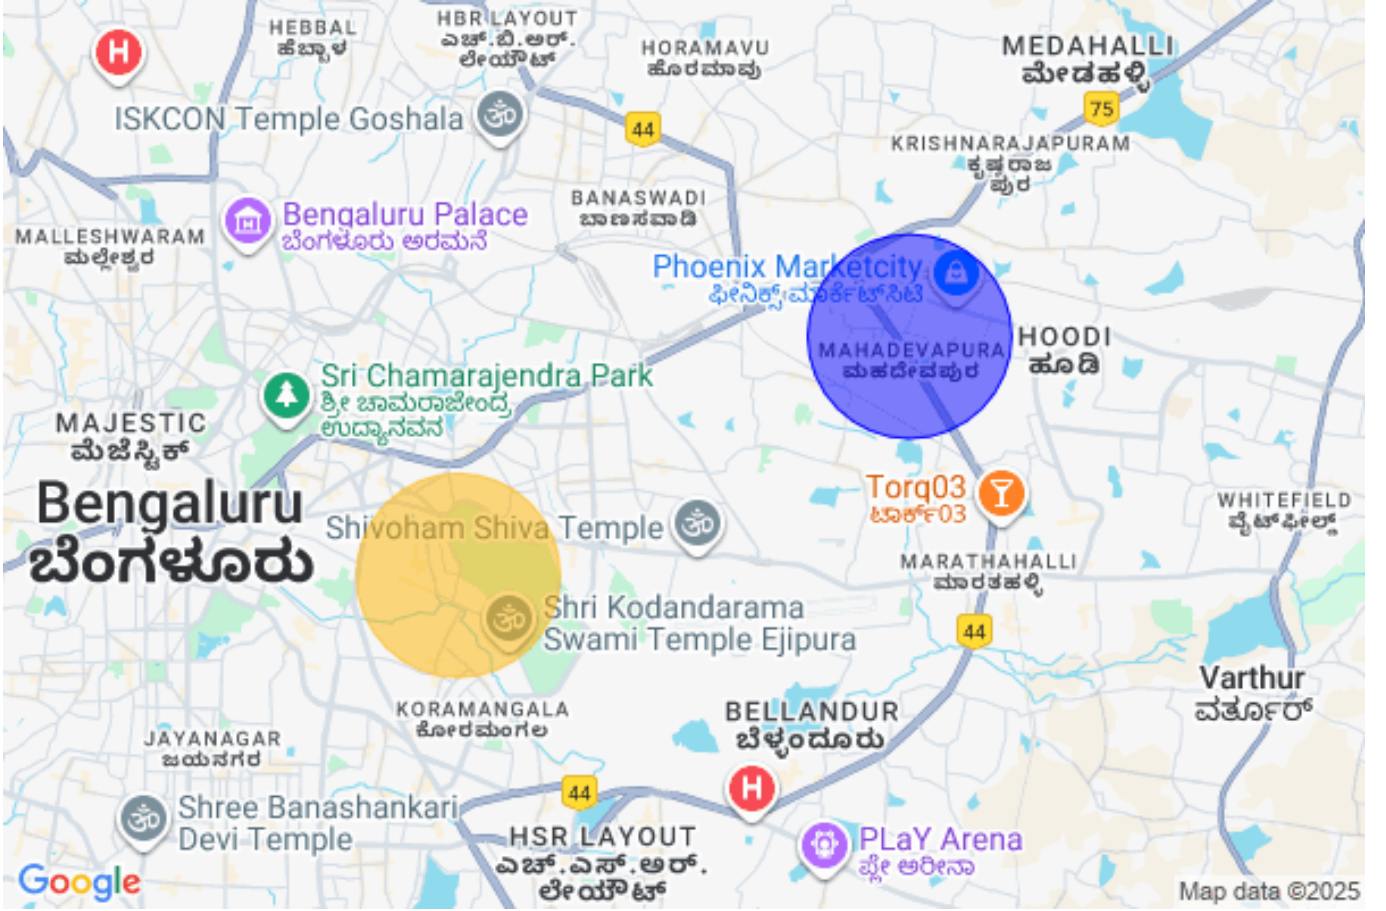 HEBBAL
ಹೆಬ್ಬಾಳ
HBR LAYOUT
ಎಚ್.ಬಿ.ಆರ್.
ಲೇಯೌಟ್
HORAMAVU
ಹೊರಮಾವು
MEDAHALLI
ಮೇಡಹಳ್ಳಿ
H
ISKCON Temple Goshala
44
75
KRISHNARAJAPURAM
ಕೃಷ್ಣರಾಜ
ಪುರ
BANASWADI
ಬಾಣಸವಾಡಿ
MALLESHWARAM
ಮಲ್ಲೇಶ್ವರ
Bengaluru Palace
ಬೆಂಗಳೂರು ಅರಮನೆ
Phoenix Marketcity
ಫೀನಿಕ್ಸ್ ಮಾರ್ಕೆಟ್‌ಸಿಟಿ
MAHADEVAPURA
ಮಹದೇವಪುರ
HOODI
ಹೂಡಿ
Sri Chamarajendra Park
ಶ್ರೀ ಚಾಮರಾಜೇಂದ್ರ
ಉದ್ಯಾನವನ
MAJESTIC
ಮೆಜೆಸ್ಟಿಕ್
Bengaluru
ಬೆಂಗಳೂರು
Shivoham Shiva Temple
Torq03
ಟಾರ್ಕ್03
WHITEFIELD
ವೈಟ್‌ಫೀಲ್ಡ್
MARATHAHALLI
ಮಾರತಹಳ್ಳಿ
Shri Kodandarama
Swami Temple Ejipura
44
Varthur
ವರ್ತೂರ್
KORAMANGALA
ಕೋರಮಂಗಲ
BELLANDUR
ಬೆಳ್ಳಂದೂರು
JAYANAGAR
ಜಯನಗರ
44
H
Shree Banashankari
Devi Temple
HSR LAYOUT
ಎಚ್.ಎಸ್.ಆರ್.
ಲೇಯೌಟ್
PLaY Arena
ಪ್ಲೇ ಅರೀನಾ
Google
Map data ©2025